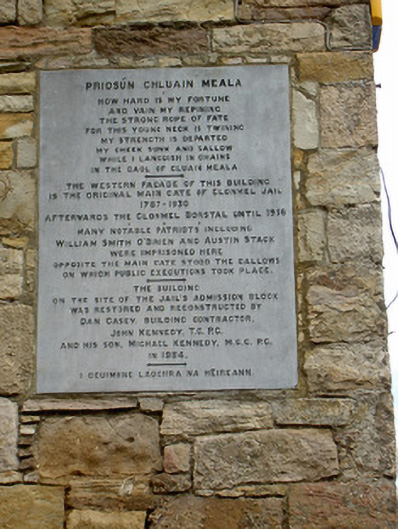 PRIOSÚN CHLUAIN MEALA
HOW HARD IS MY FORTUNE
AND VAIN MY REPINING
THE STRONG ROPE OF FATE
FOR THIS YOUNG NECK IS TWINING
MY STRENGTH IS DEPARTED
MY CHEEK SUNK AND SALLOW
WHILE I LANGUISH IN CHAINS
IN THE GAOL OF CLUAIN MEALA
THE WESTERN FACADE OF THIS BUILDING
IS THE ORIGINAL MAIN GATE OF CLONMEL JAIL
1787-1930
AFTERWARDS THE CLONMEL BORSTAL UNTIL 1956
MANY NOTABLE PATRIOTS INCLUDING
WILLIAM SMITH O'BRIEN AND AUSTIN STACK
WERE IMPRISONED HERE
OPPOSITE THE MAIN GATE STOOD THE GALLOWS
ON WHICH PUBLIC EXECUTIONS TOOK PLACE.
THE BUILDING
ON THE SITE OF THE JAIL'S ADMISSION BLOCK
WAS RESTORED AND RECONSTRUCTED BY
DAN CASEY, BUILDING CONTRACTOR,
JOHN KENNEDY, T.C. P.C.
AND HIS SON, MICHAEL KENNEDY, M.C.C. P.C.
IN 1984.
I GCUIMHNE LAOCHRA NA HÉIREANN.